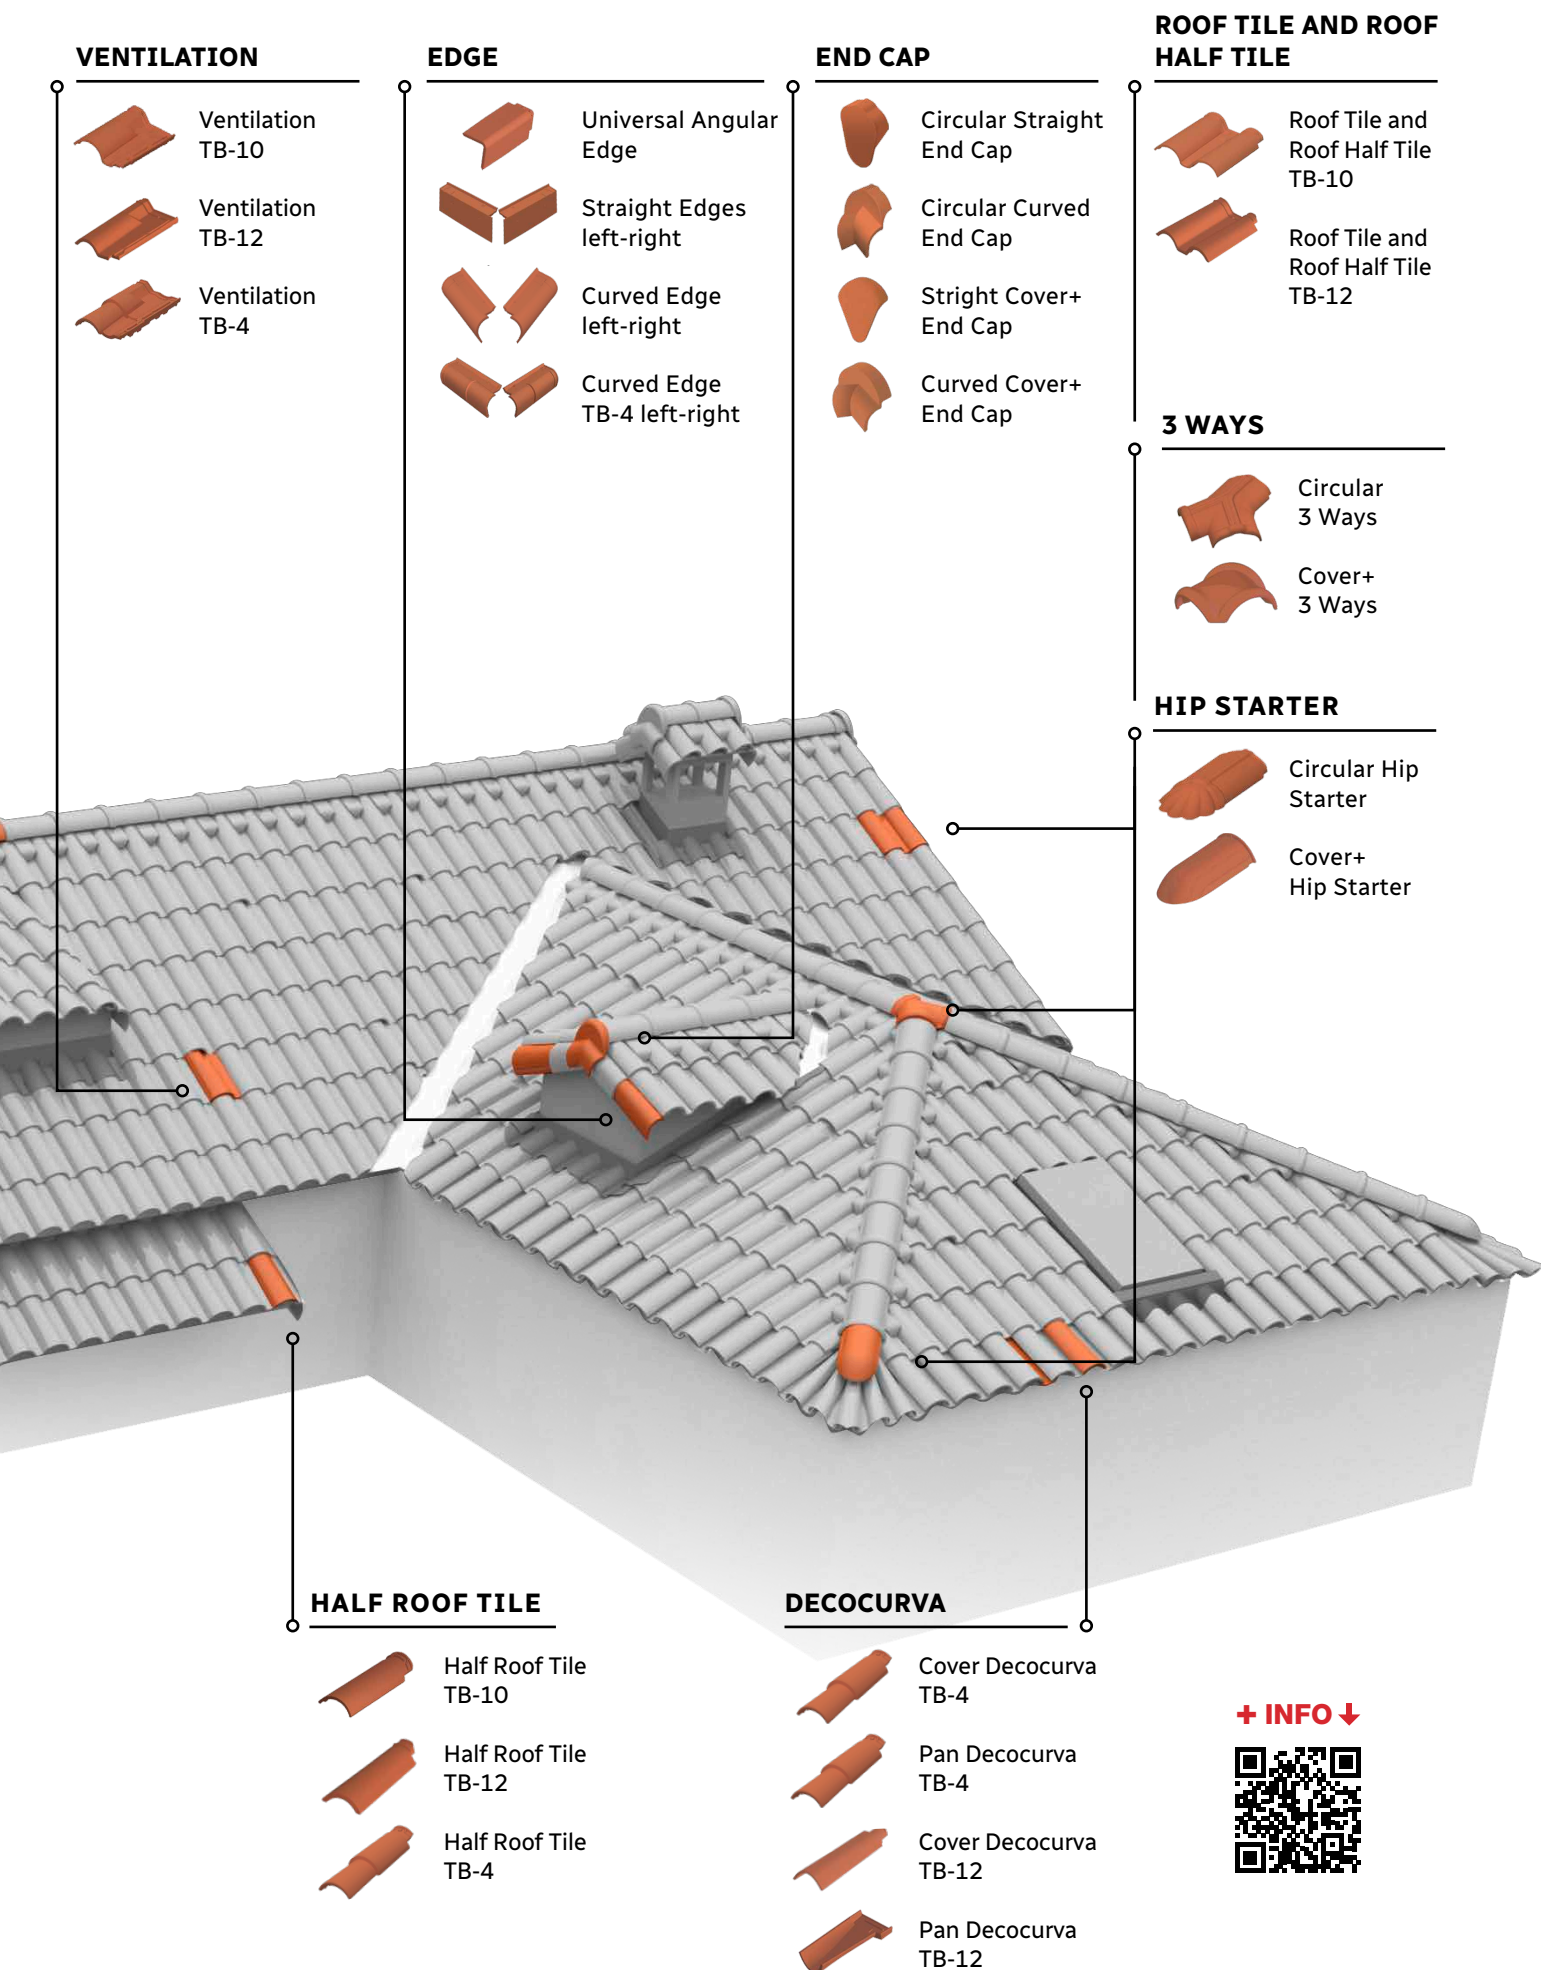 VENTILATION
Ventilation
TB-10
Ventilation
TB-12
Ventilation
TB-4
EDGE
Universal Angular
Edge
Straight Edges
left-right
Curved Edge
left-right
Curved Edge
TB-4 left-right
END CAP
Circular Straight
End Cap
Circular Curved
End Cap
Stright Cover+
End Cap
Curved Cover+
End Cap
ROOF TILE AND ROOF
HALF TILE
Roof Tile and
Roof Half Tile
TB-10
Roof Tile and
Roof Half Tile
TB-12
3 WAYS
Circular
3 Ways
Cover+
3 Ways
HIP STARTER
Circular Hip
Starter
Cover+
Hip Starter
HALF ROOF TILE
Half Roof Tile
TB-10
Half Roof Tile
TB-12
Half Roof Tile
TB-4
DECOCURVA
Cover Decocurva
TB-4
Pan Decocurva
TB-4
Cover Decocurva
TB-12
Pan Decocurva
TB-12
+ INFO